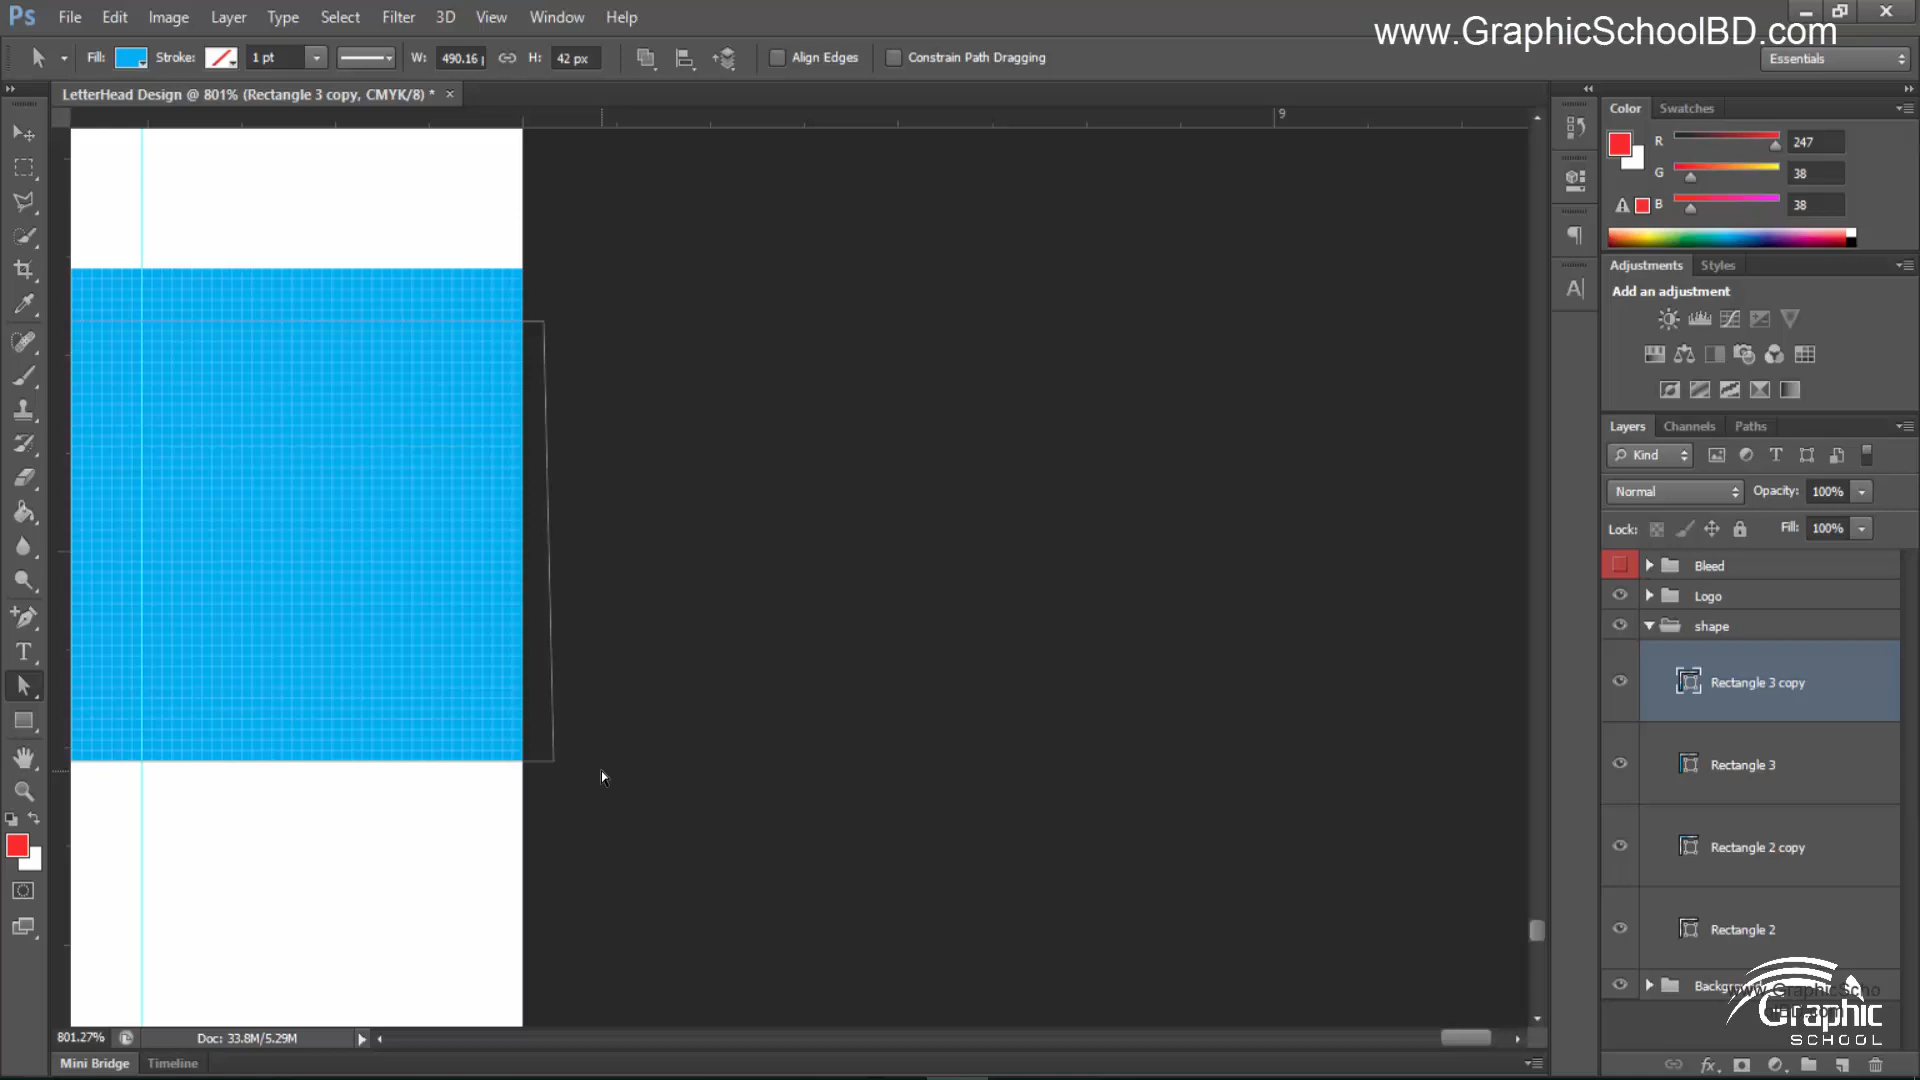 Ps File Edit Image Layer Type Select Filter 3D View Window Help
www.GraphicSchoolBD.com
Fill: Stroke: 1 pt W: 490.16 H: 42 px Align Edges Constrain Path Dragging Essentials
LetterHead Design @ 801% (Rectangle 3 copy, CMYK/8) * ×
9
Color Swatches
R 247
G 38
B 38
Adjustments Styles
Add an adjustment
Layers Channels Paths
Kind
Normal Opacity: 100%
Lock: Fill: 100%
Bleed
Logo
shape
Rectangle 3 copy
Rectangle 3
Rectangle 2 copy
Rectangle 2
Graphic
SCHOOL
801.27% Doc: 33.8M/5.29M
Mini Bridge Timeline